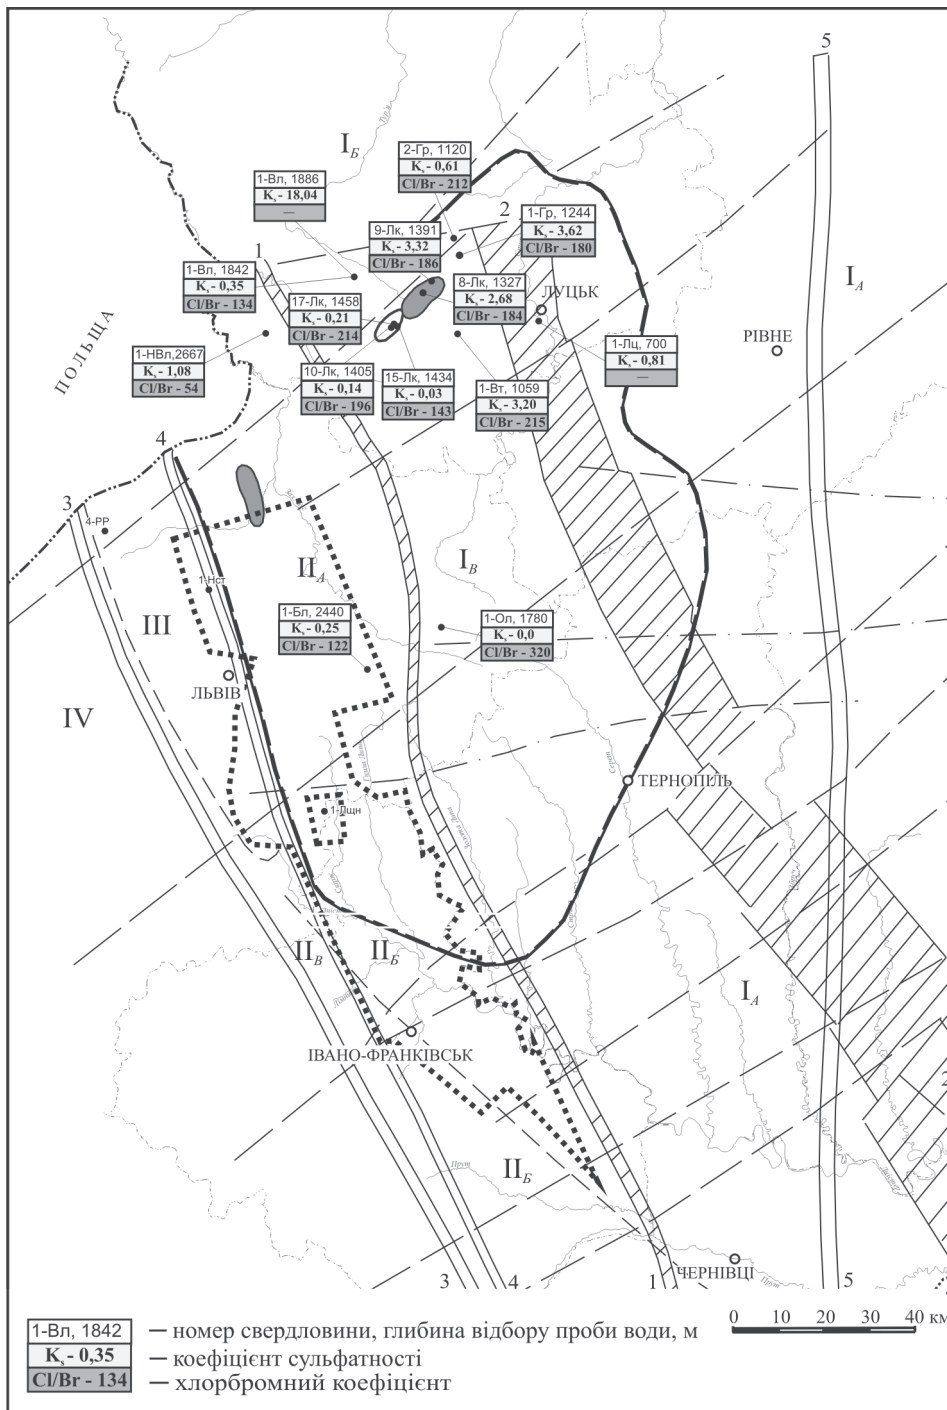 5
Тур'я
I Б
2-Гр, 1120
Ks - 0,61
Cl/Br - 212
1-Вл, 1886
Ks - 18,04
—
2
1-Гр, 1244
Ks - 3,62
Cl/Br - 180
9-Лк, 1391
Ks - 3,32
Cl/Br - 186
1
1-Вл, 1842
Ks - 0,35
Cl/Br - 134
8-Лк, 1327
Ks - 2,68
Cl/Br - 184
ЛУЦЬК
I А
17-Лк, 1458
Ks - 0,21
Cl/Br - 214
РІВНЕ
ПОЛЬЩА
1-НВл,2667
Ks - 1,08
Cl/Br - 54
1-Лц, 700
Ks - 0,81
—
10-Лк, 1405
Ks - 0,14
Cl/Br - 196
15-Лк, 1434
Ks - 0,03
Cl/Br - 143
1-Вт, 1059
Ks - 3,20
Cl/Br - 215
4
3
4-РР
II А
I В
1-Нст
III
1-Бл, 2440
Ks - 0,25
Cl/Br - 122
1-Ол, 1780
Ks - 0,0
Cl/Br - 320
ЛЬВІВ
IV
ТЕРНОПІЛЬ
1-Лщн
II В
II Б
I А
ІВАНО-ФРАНКІВСЬК
2
II Б
Прут
ЧЕРНІВЦІ
Прут
3
4
1
5
1-Вл, 1842
Ks - 0,35
Cl/Br - 134
— номер свердловини, глибина відбору проби води, м
— коефіцієнт сульфатності
— хлорбромний коефіцієнт
0 10 20 30 40 км